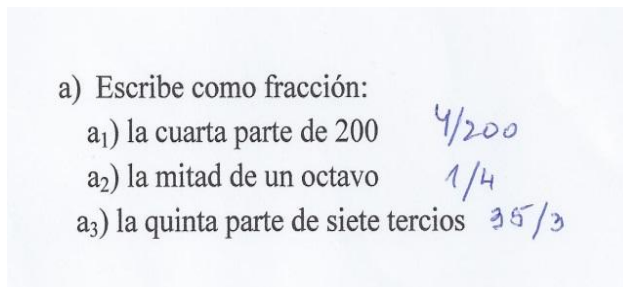 a) Escribe como fracción:
a₁) la cuarta parte de 200 4/200
a₂) la mitad de un octavo 1/4
a₃) la quinta parte de siete tercios 35/3